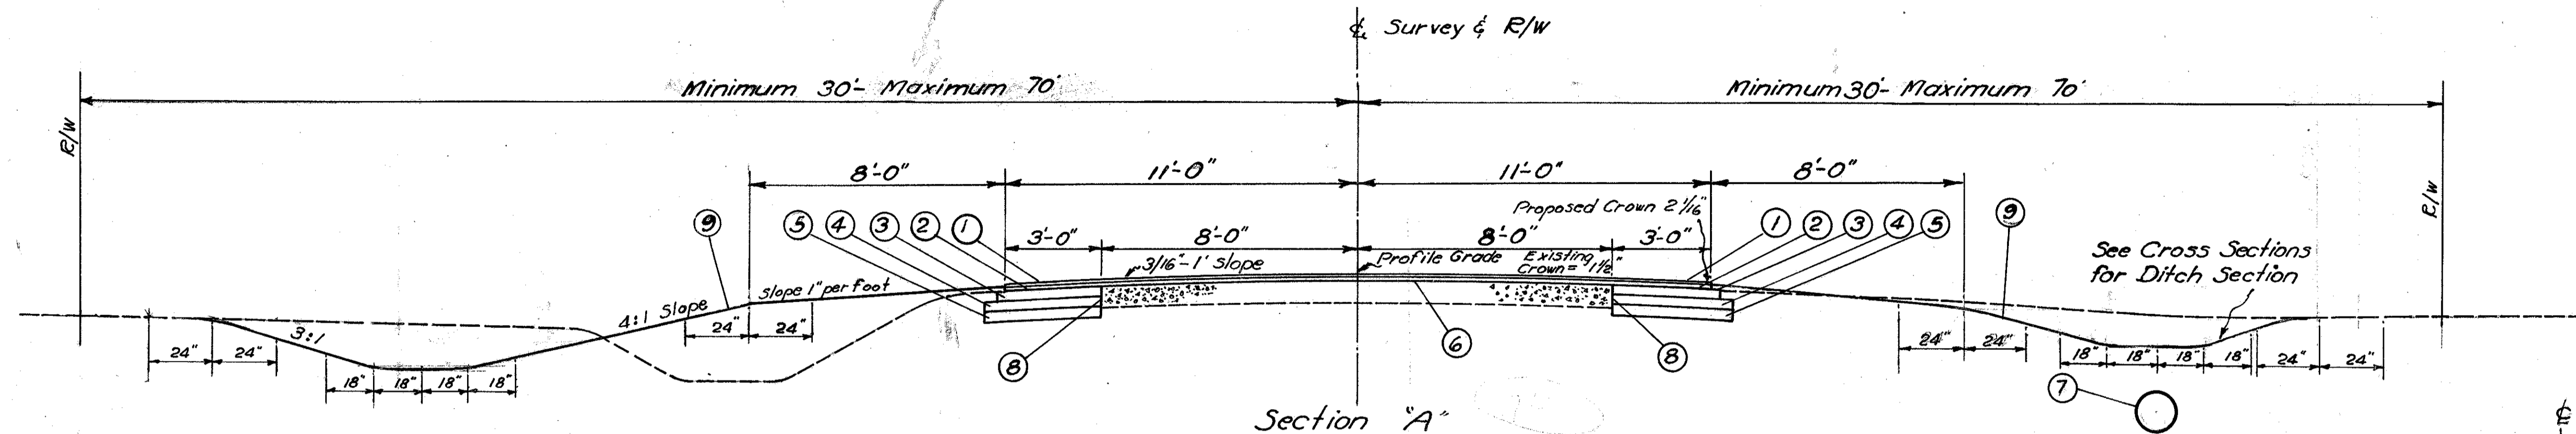 ℄ Survey & R/W
Minimum 30'- Maximum 70'
Minimum 30'- Maximum 70'
R/W
R/W
8'-0"
11'-0"
11'-0"
8'-0"
Proposed Crown 2 1/16"
9
5
4
3
2
1
3'-0"
8'-0"
8'-0"
3'-0"
1
2
3
4
5
9
3/16"-1' Slope
Profile Grade
Existing
Crown = 1 1/2"
See Cross Sections
for Ditch Section
Slope 1" per foot
4:1 Slope
3:1
24"
24"
24"
24"
24"
24"
18"
18"
18"
18"
18"
18"
18"
18"
24"
24"
8
6
8
7
Section "A"
℄